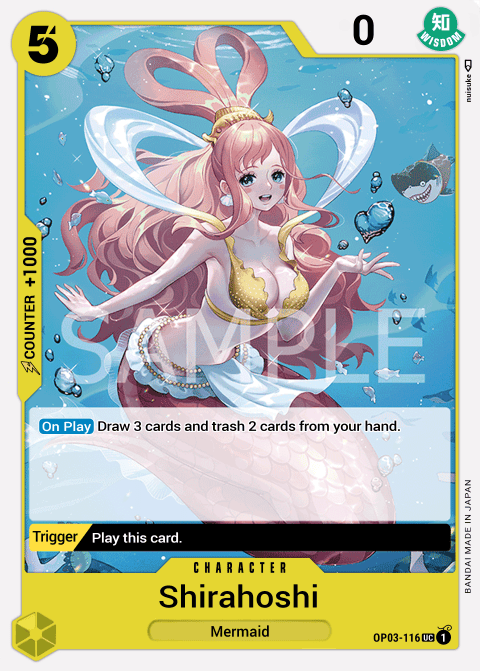 5
0
知
WISDOM
nuisuke
COUNTER +1000
SAMPLE
On Play Draw 3 cards and trash 2 cards from your hand.
Trigger Play this card.
BANDAI MADE IN JAPAN
CHARACTER
Shirahoshi
Mermaid
OP03-116 UC 1